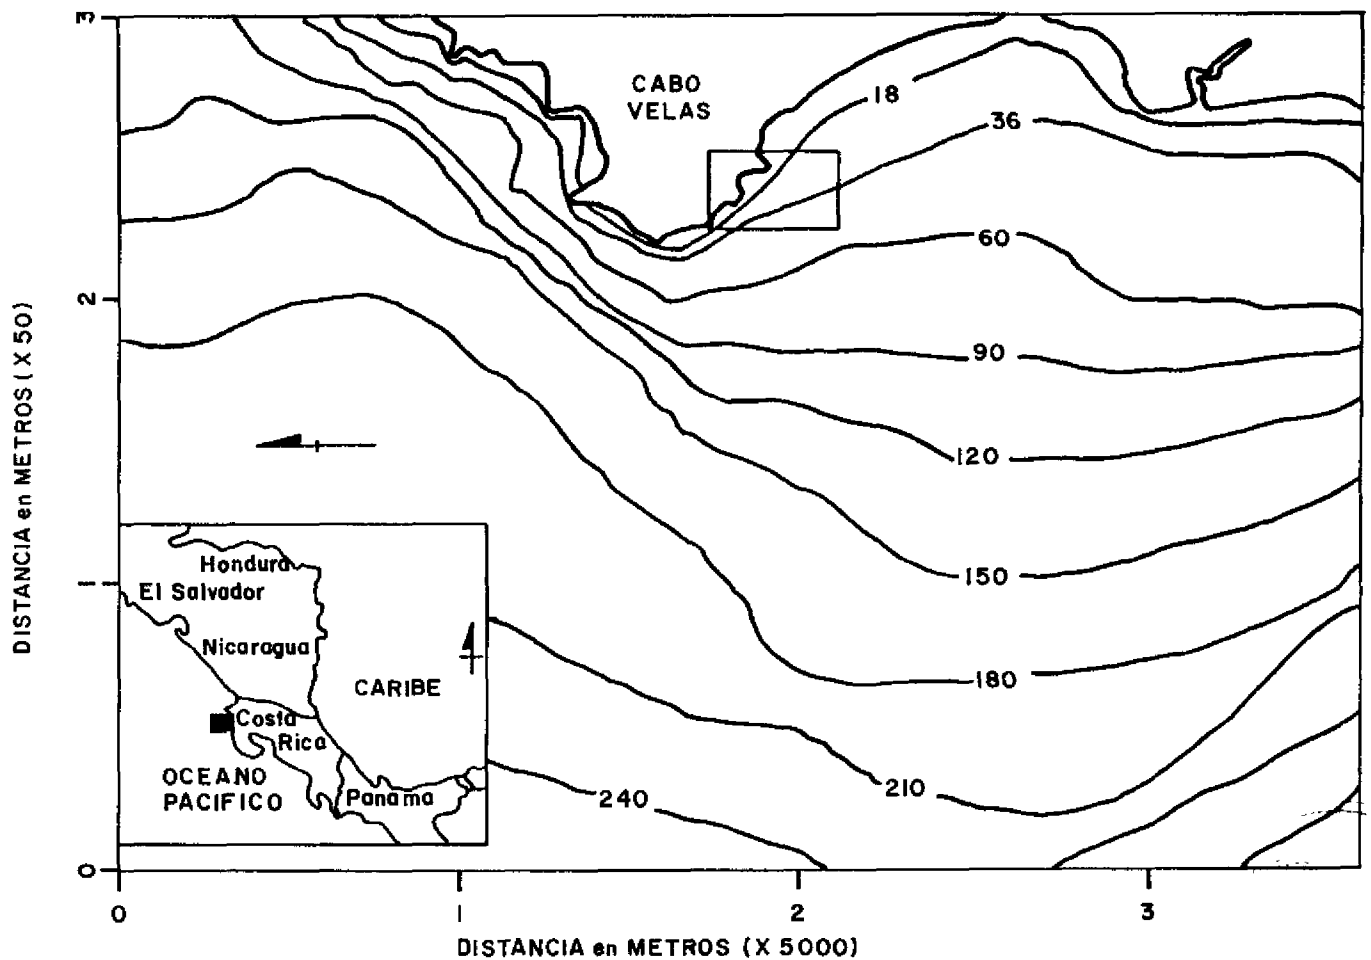 3
CABO
VELAS
18
36
60
2
90
120
150
180
210
240
DISTANCIA en METROS (X 50)
1
Hondura
El Salvador
Nicaragua
CARIBE
Costa
Rica
OCEANO
PACIFICO
Panama
0
0
1
2
3
DISTANCIA en METROS (X 5000)